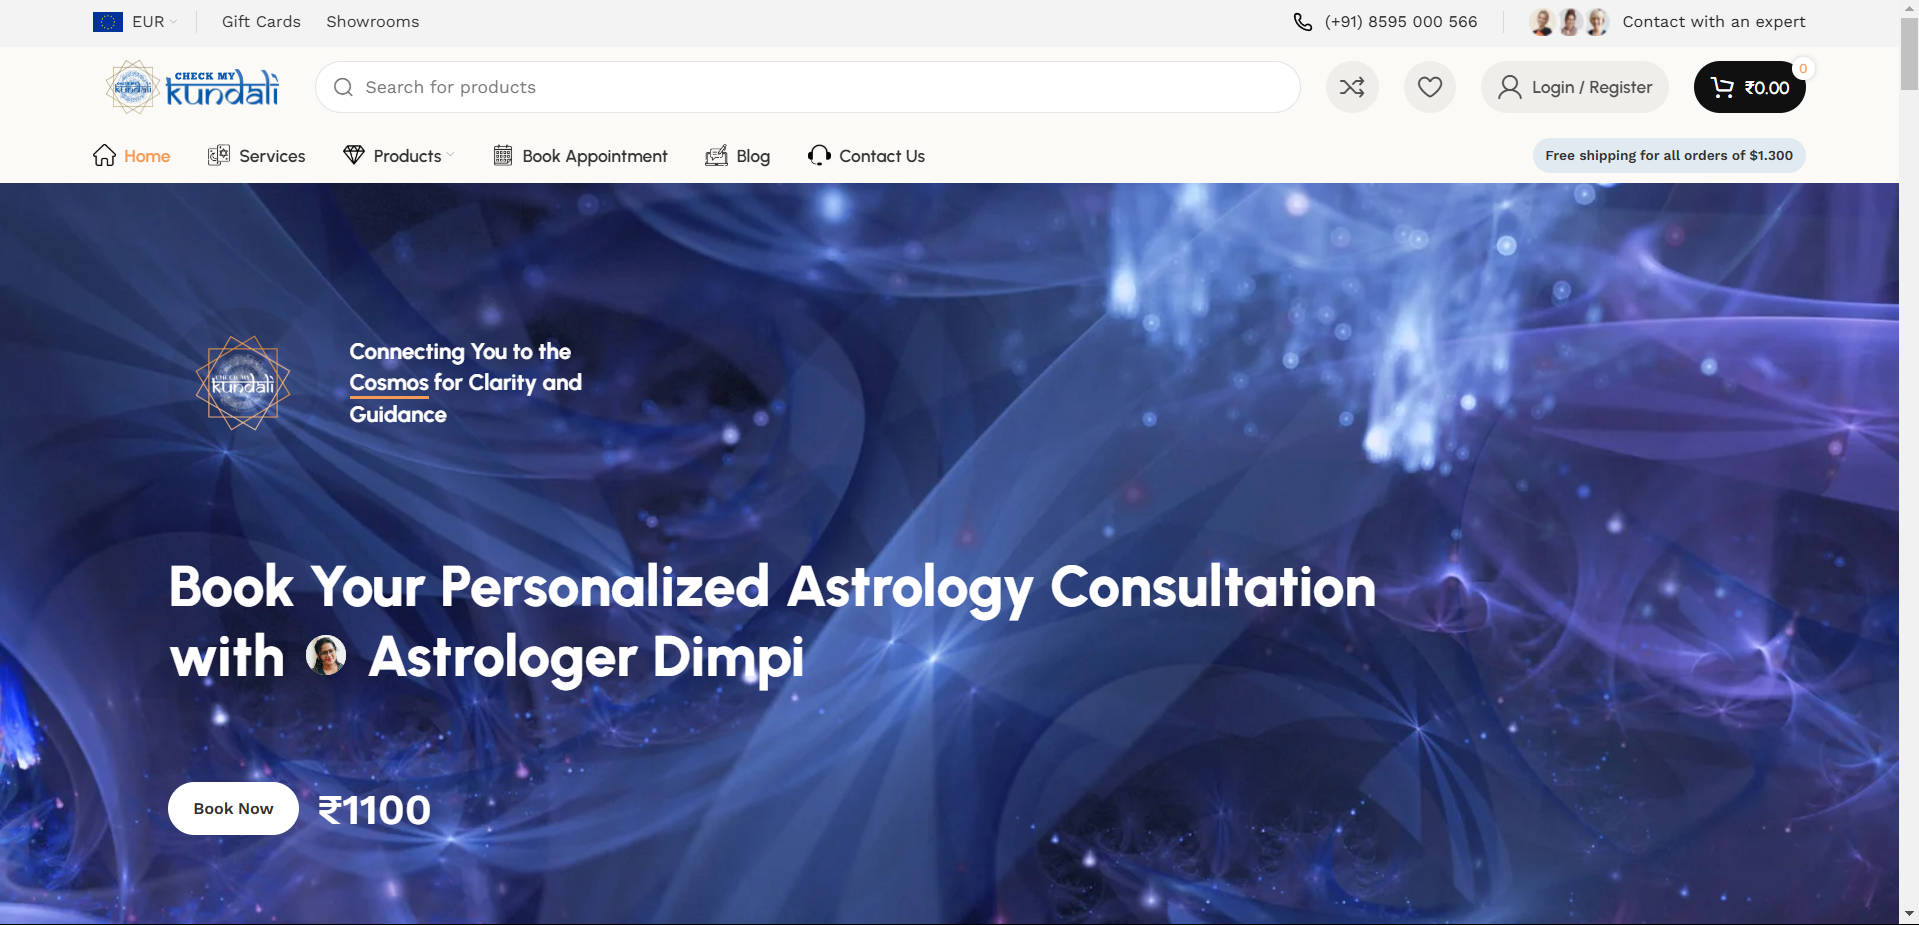 EUR
Gift Cards
Showrooms
(+91) 8595 000 566
Contact with an expert
CHECK MY
kundali
Search for products
Login / Register
0
₹0.00
Home
Services
Products
Book Appointment
Blog
Contact Us
Free shipping for all orders of $1.300
CHECK MY
kundali
Connecting You to the
Cosmos for Clarity and
Guidance
Book Your Personalized Astrology Consultation
with Astrologer Dimpi
Book Now
₹1100